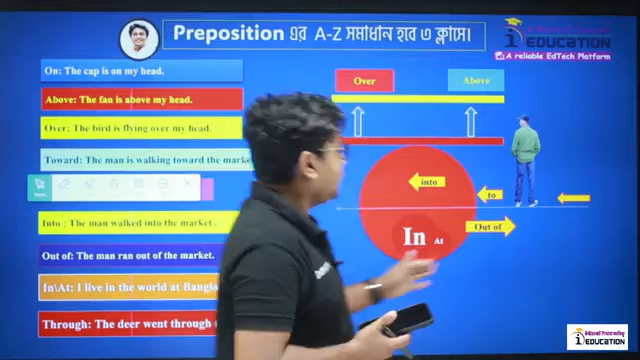 Preposition এর A-Z সমাধান হবে ৩ ক্লাসে।
EDUCATION
A reliable EdTech Platform
On: The cap is on my head.
Above: The fan is above my head.
Over: The bird is flying over my head.
Toward: The man is walking toward the marke
Into : The man walked into the market.
Out of: The man ran out of the market.
In\At: I live in the world at Bangla
Through: The deer went through
Over
Above
into
to
Out of
In At
EDUCATION